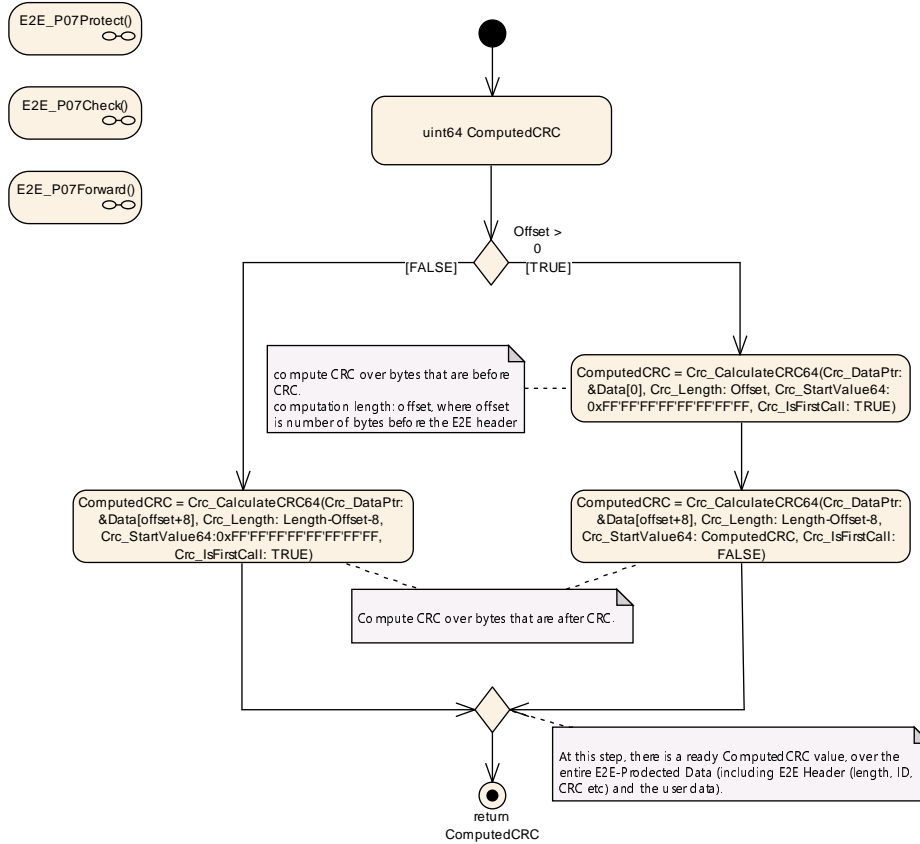 E2E_P07Protect()
E2E_P07Check()
E2E_P07Forward()
uint64 ComputedCRC
Offset >
0
[FALSE]
[TRUE]
compute CRC over bytes that are before
CRC.
computation length: offset, where offset
is number of bytes before the E2E header
ComputedCRC = Crc_CalculateCRC64(Crc_DataPtr:
&Data[0], Crc_Length: Offset, Crc_StartValue64:
0xFF'FF'FF'FF'FF'FF'FF'FF, Crc_IsFirstCall: TRUE)
ComputedCRC = Crc_CalculateCRC64(Crc_DataPtr:
&Data[offset+8], Crc_Length: Length-Offset-8,
Crc_StartValue64:0xFF'FF'FF'FF'FF'FF'FF'FF,
Crc_IsFirstCall: TRUE)
ComputedCRC = Crc_CalculateCRC64(Crc_DataPtr:
&Data[offset+8], Crc_Length: Length-Offset-8,
Crc_StartValue64: ComputedCRC, Crc_IsFirstCall:
FALSE)
Compute CRC over bytes that are after CRC.
At this step, there is a ready ComputedCRC value, over the
entire E2E-Prodected Data (including E2E Header (length, ID,
CRC etc) and the user data).
return
ComputedCRC